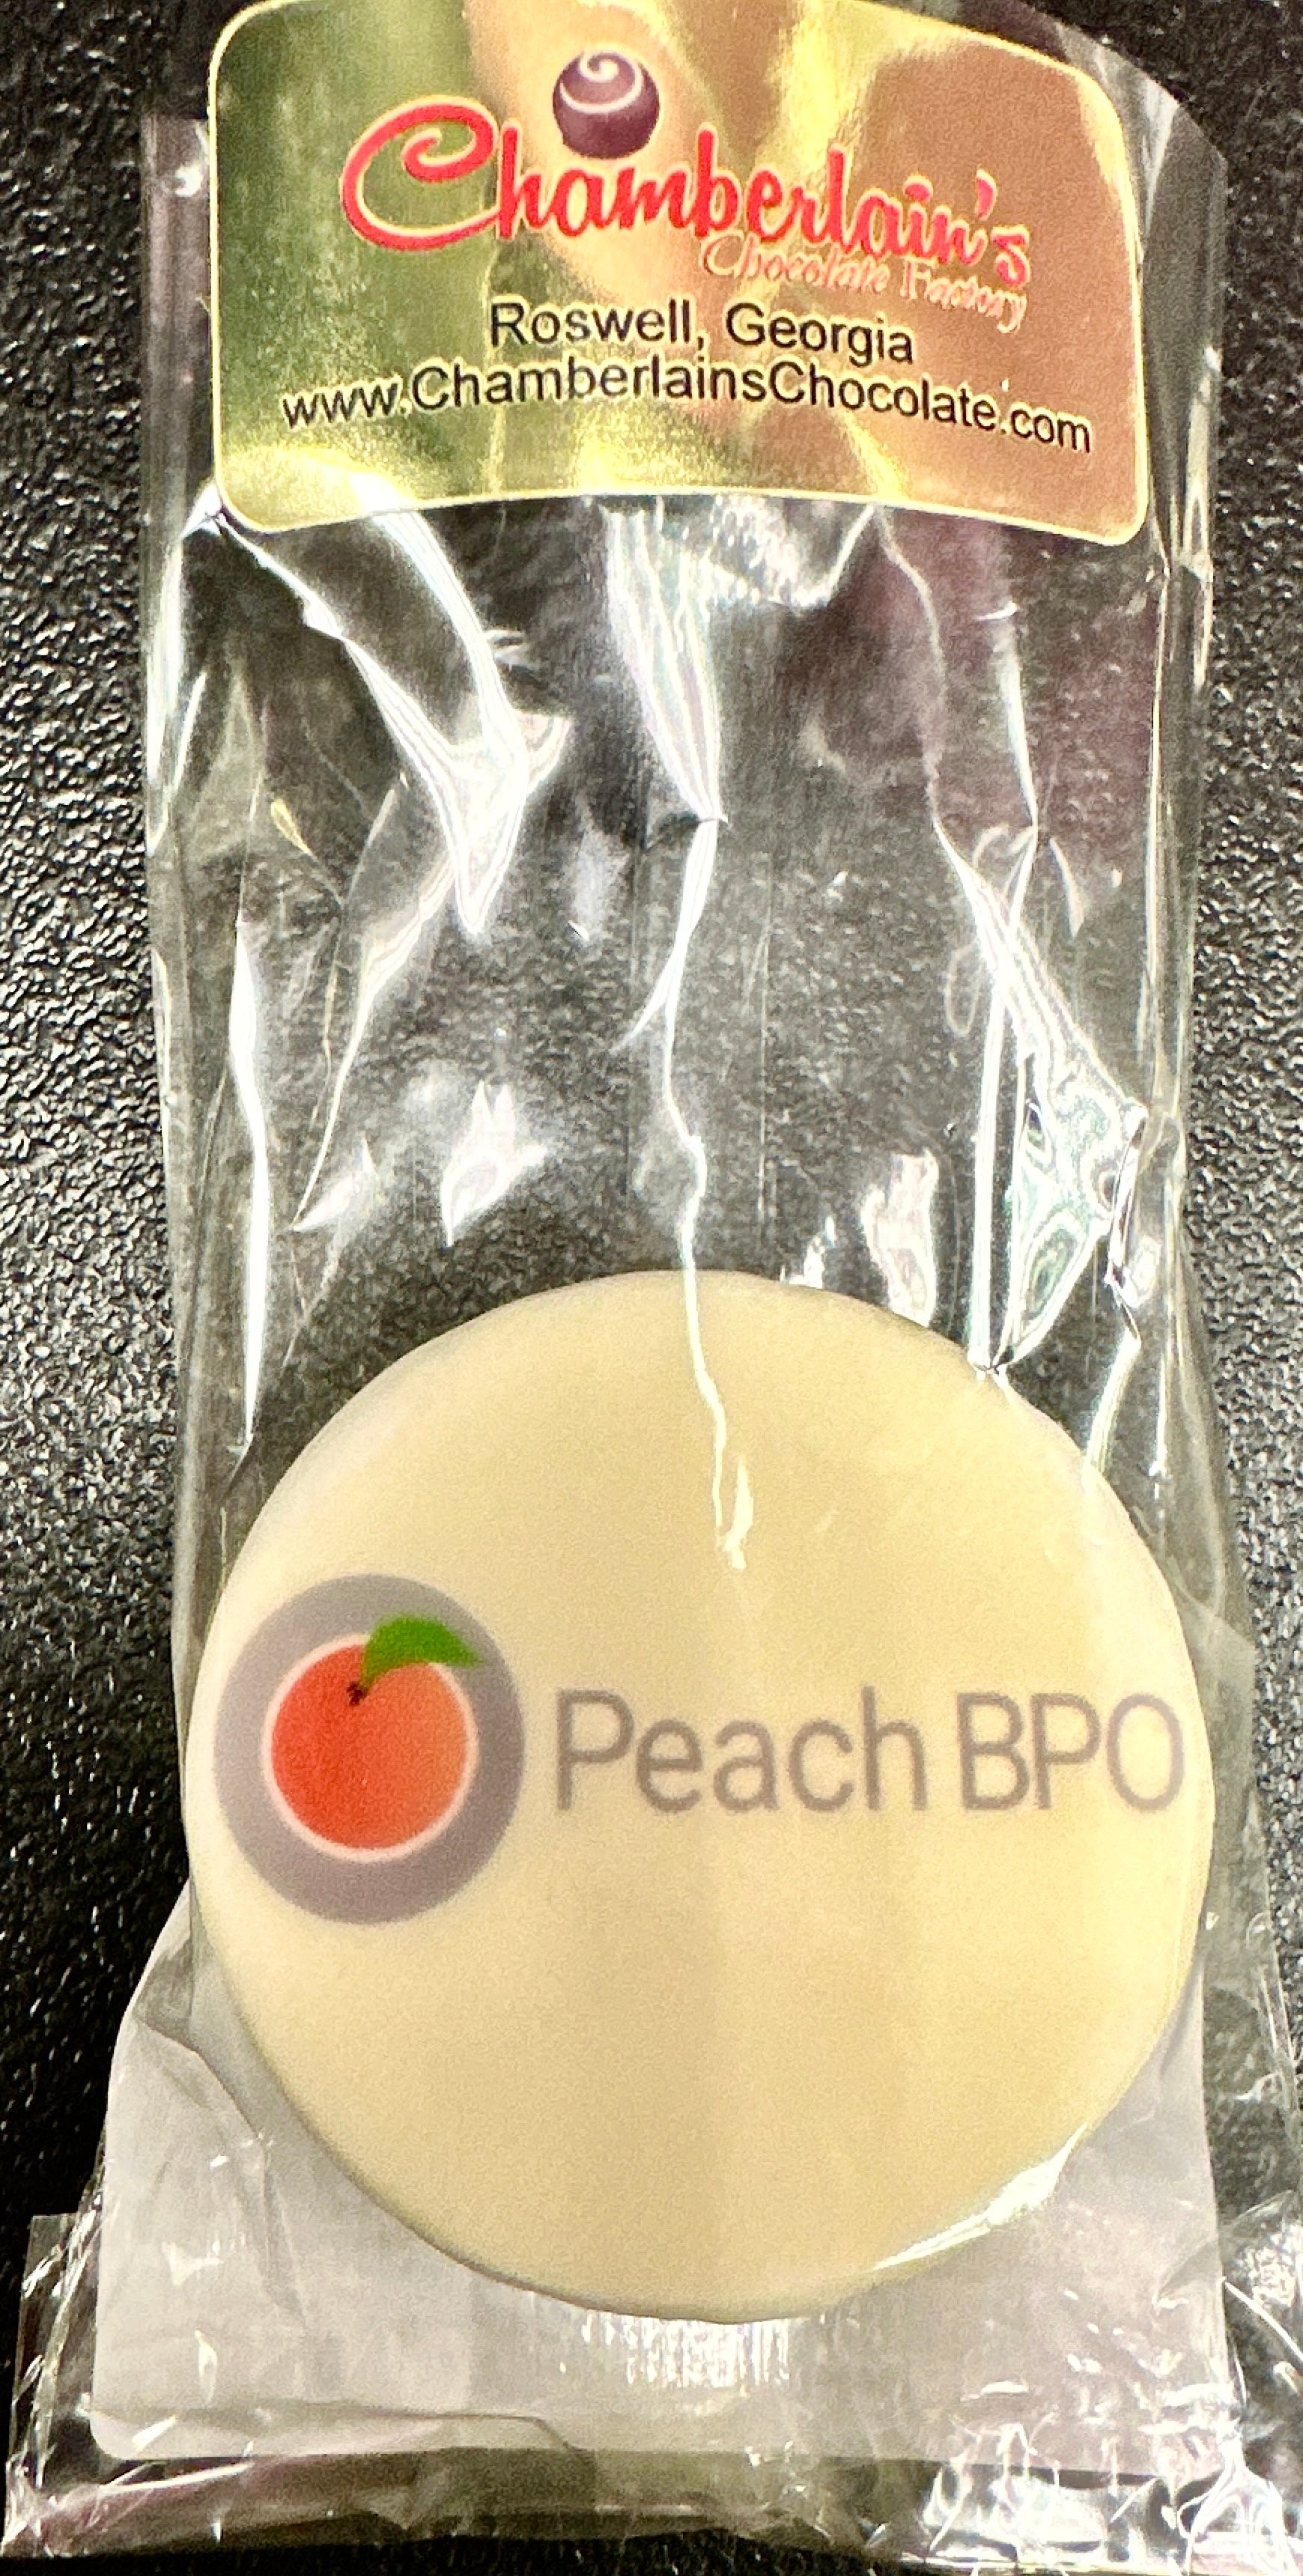 Chamberlain's
Chocolate Factory
Roswell, Georgia
www.ChamberlainsChocolate.com
Peach BPO